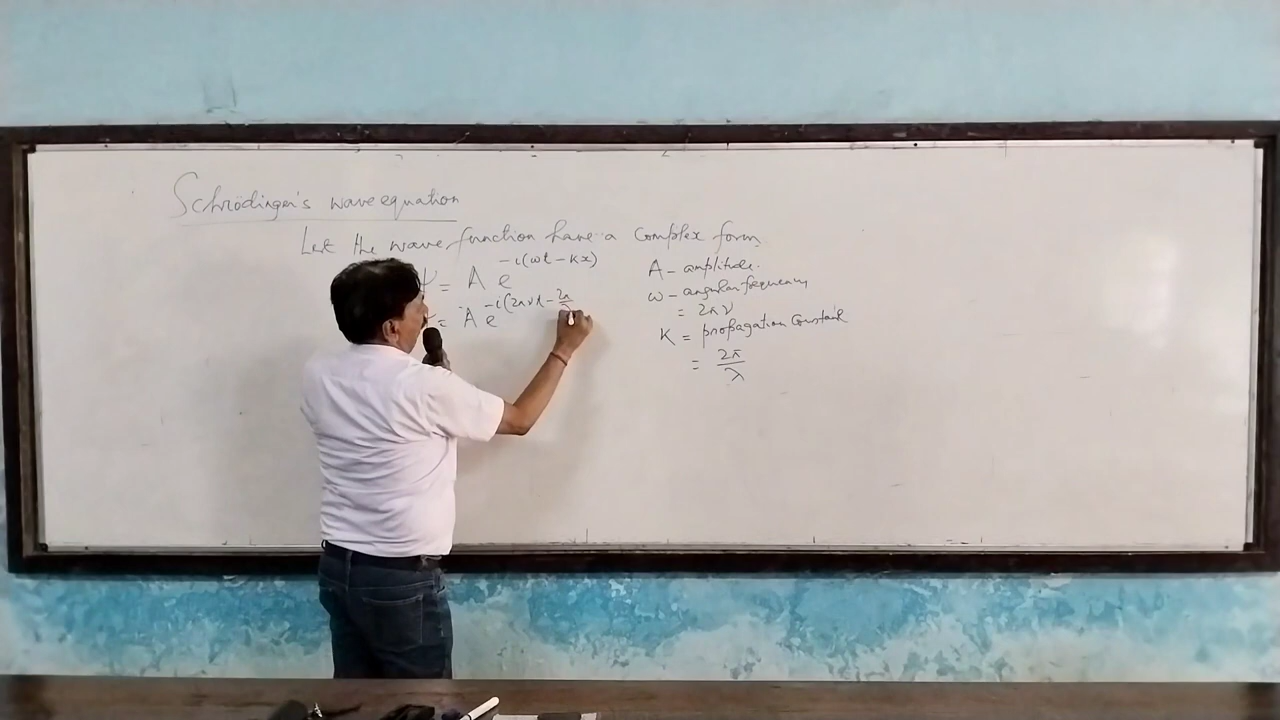 Schrödinger's wave equation
Let the wave function have a complex form
ψ = A e^{-i(ωt - Kx)}
= A e^{-i(2πνt - 2π/λ
A - amplitude.
ω - angular frequency
= 2πν
K = propagation Constant
= 2π/λ